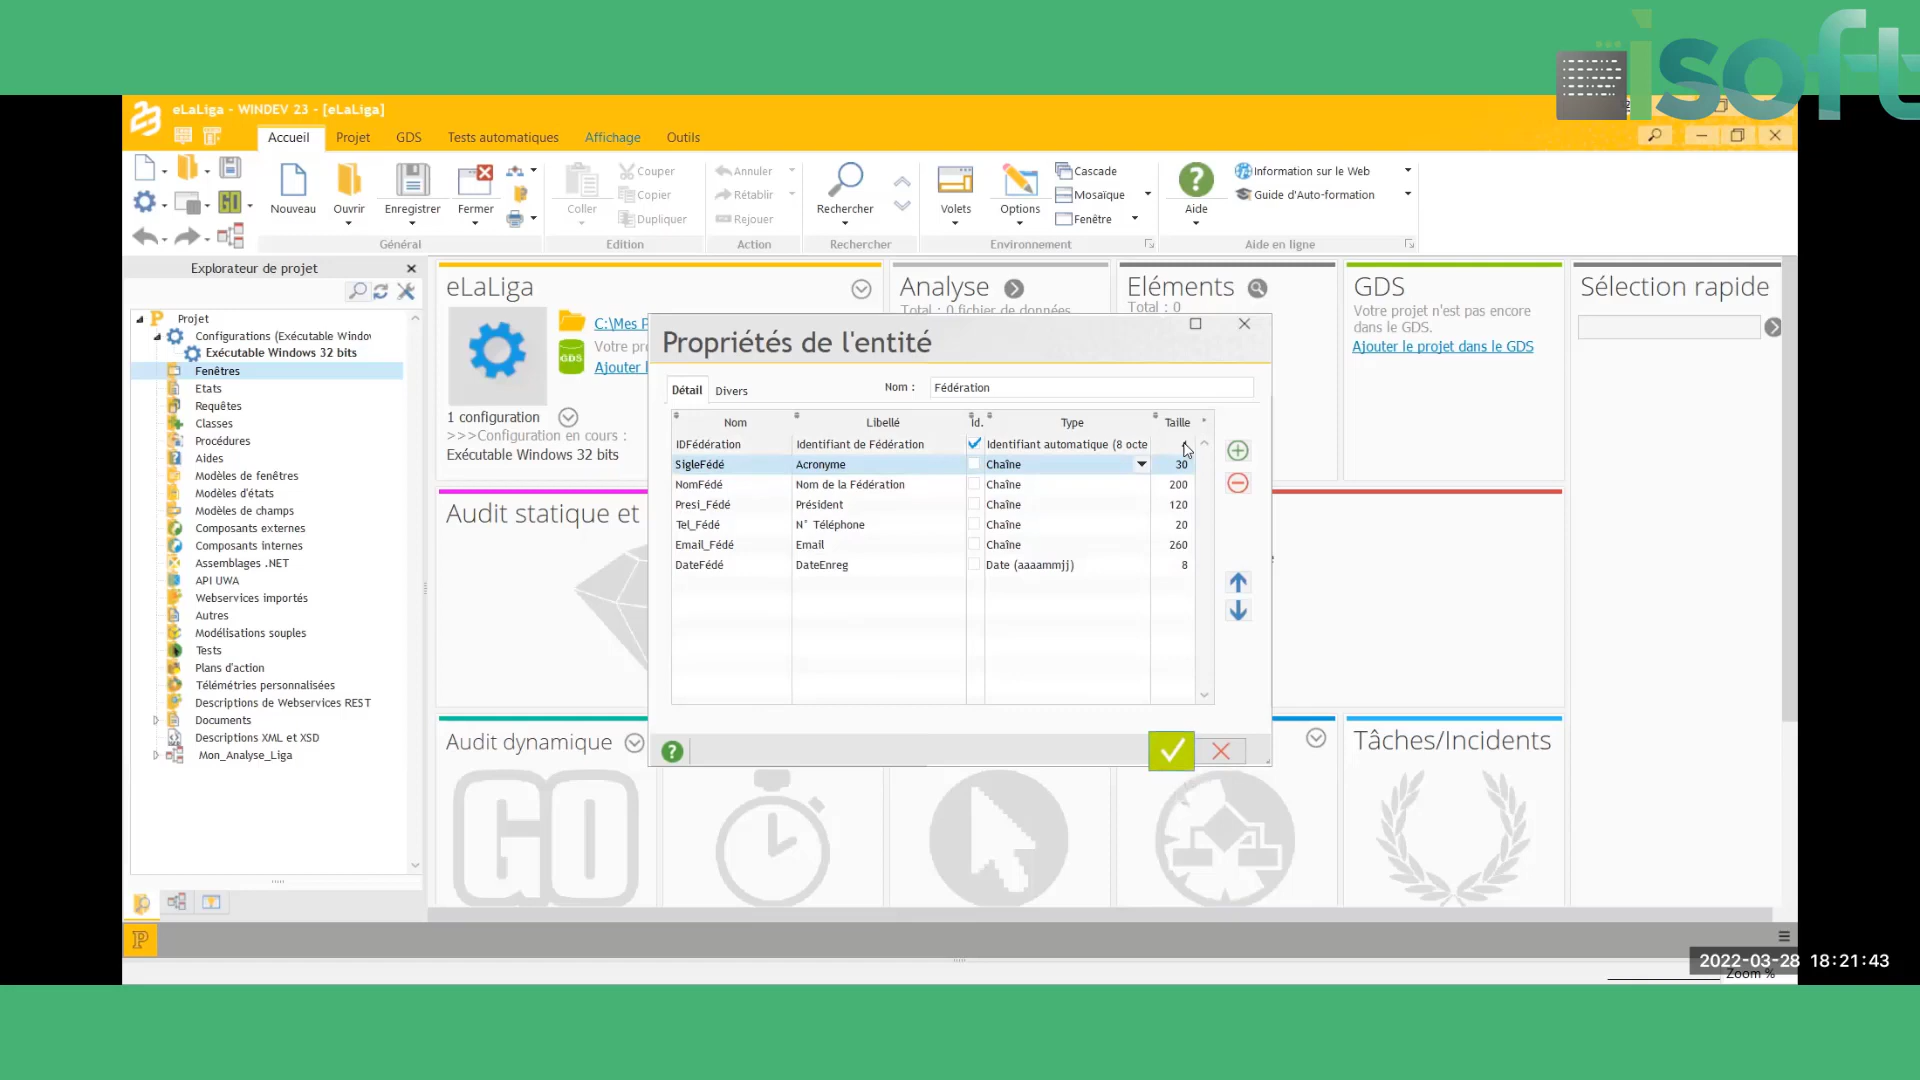 isoft
eLaLiga - WINDEV 23 - [eLaLiga]
Accueil Projet GDS Tests automatiques Affichage Outils
Nouveau Ouvrir Enregistrer Fermer
Général
Coller Couper Copier Dupliquer
Edition
Annuler Rétablir Rejouer
Action
Rechercher
Rechercher
Volets Options Cascade Mosaïque Fenêtre
Environnement
Aide Information sur le Web
Guide d'Auto-formation
Aide en ligne
Explorateur de projet
Projet
Configurations (Exécutable Windov
Exécutable Windows 32 bits
Fenêtres
Etats
Requêtes
Classes
Procédures
Aides
Modèles de fenêtres
Modèles d'états
Modèles de champs
Composants externes
Composants internes
Assemblages .NET
API UWA
Webservices importés
Autres
Modélisations souples
Tests
Plans d'action
Télémétries personnalisées
Descriptions de Webservices REST
Documents
Descriptions XML et XSD
Mon_Analyse_Liga
eLaLiga
C:\Mes P
GDS
Votre pr
Ajouter l
1 configuration
>>>Configuration en cours :
Exécutable Windows 32 bits
Analyse
Total : 0 fichier de données
Eléments
Total : 0
GDS
Votre projet n'est pas encore
dans le GDS.
Ajouter le projet dans le GDS
Sélection rapide
Audit statique et
Audit dynamique
GO
Tâches/Incidents
Propriétés de l'entité
Détail Divers
Nom : Fédération
Nom Libellé Id. Type Taille
IDFédération Identifiant de Fédération Identifiant automatique (8 octe
SigleFédé Acronyme Chaîne 30
NomFédé Nom de la Fédération Chaîne 200
Presi_Fédé Président Chaîne 120
Tel_Fédé N° Téléphone Chaîne 20
Email_Fédé Email Chaîne 260
DateFédé DateEnreg Date (aaaammjj) 8
2022-03-28 18:21:43
Zoom %